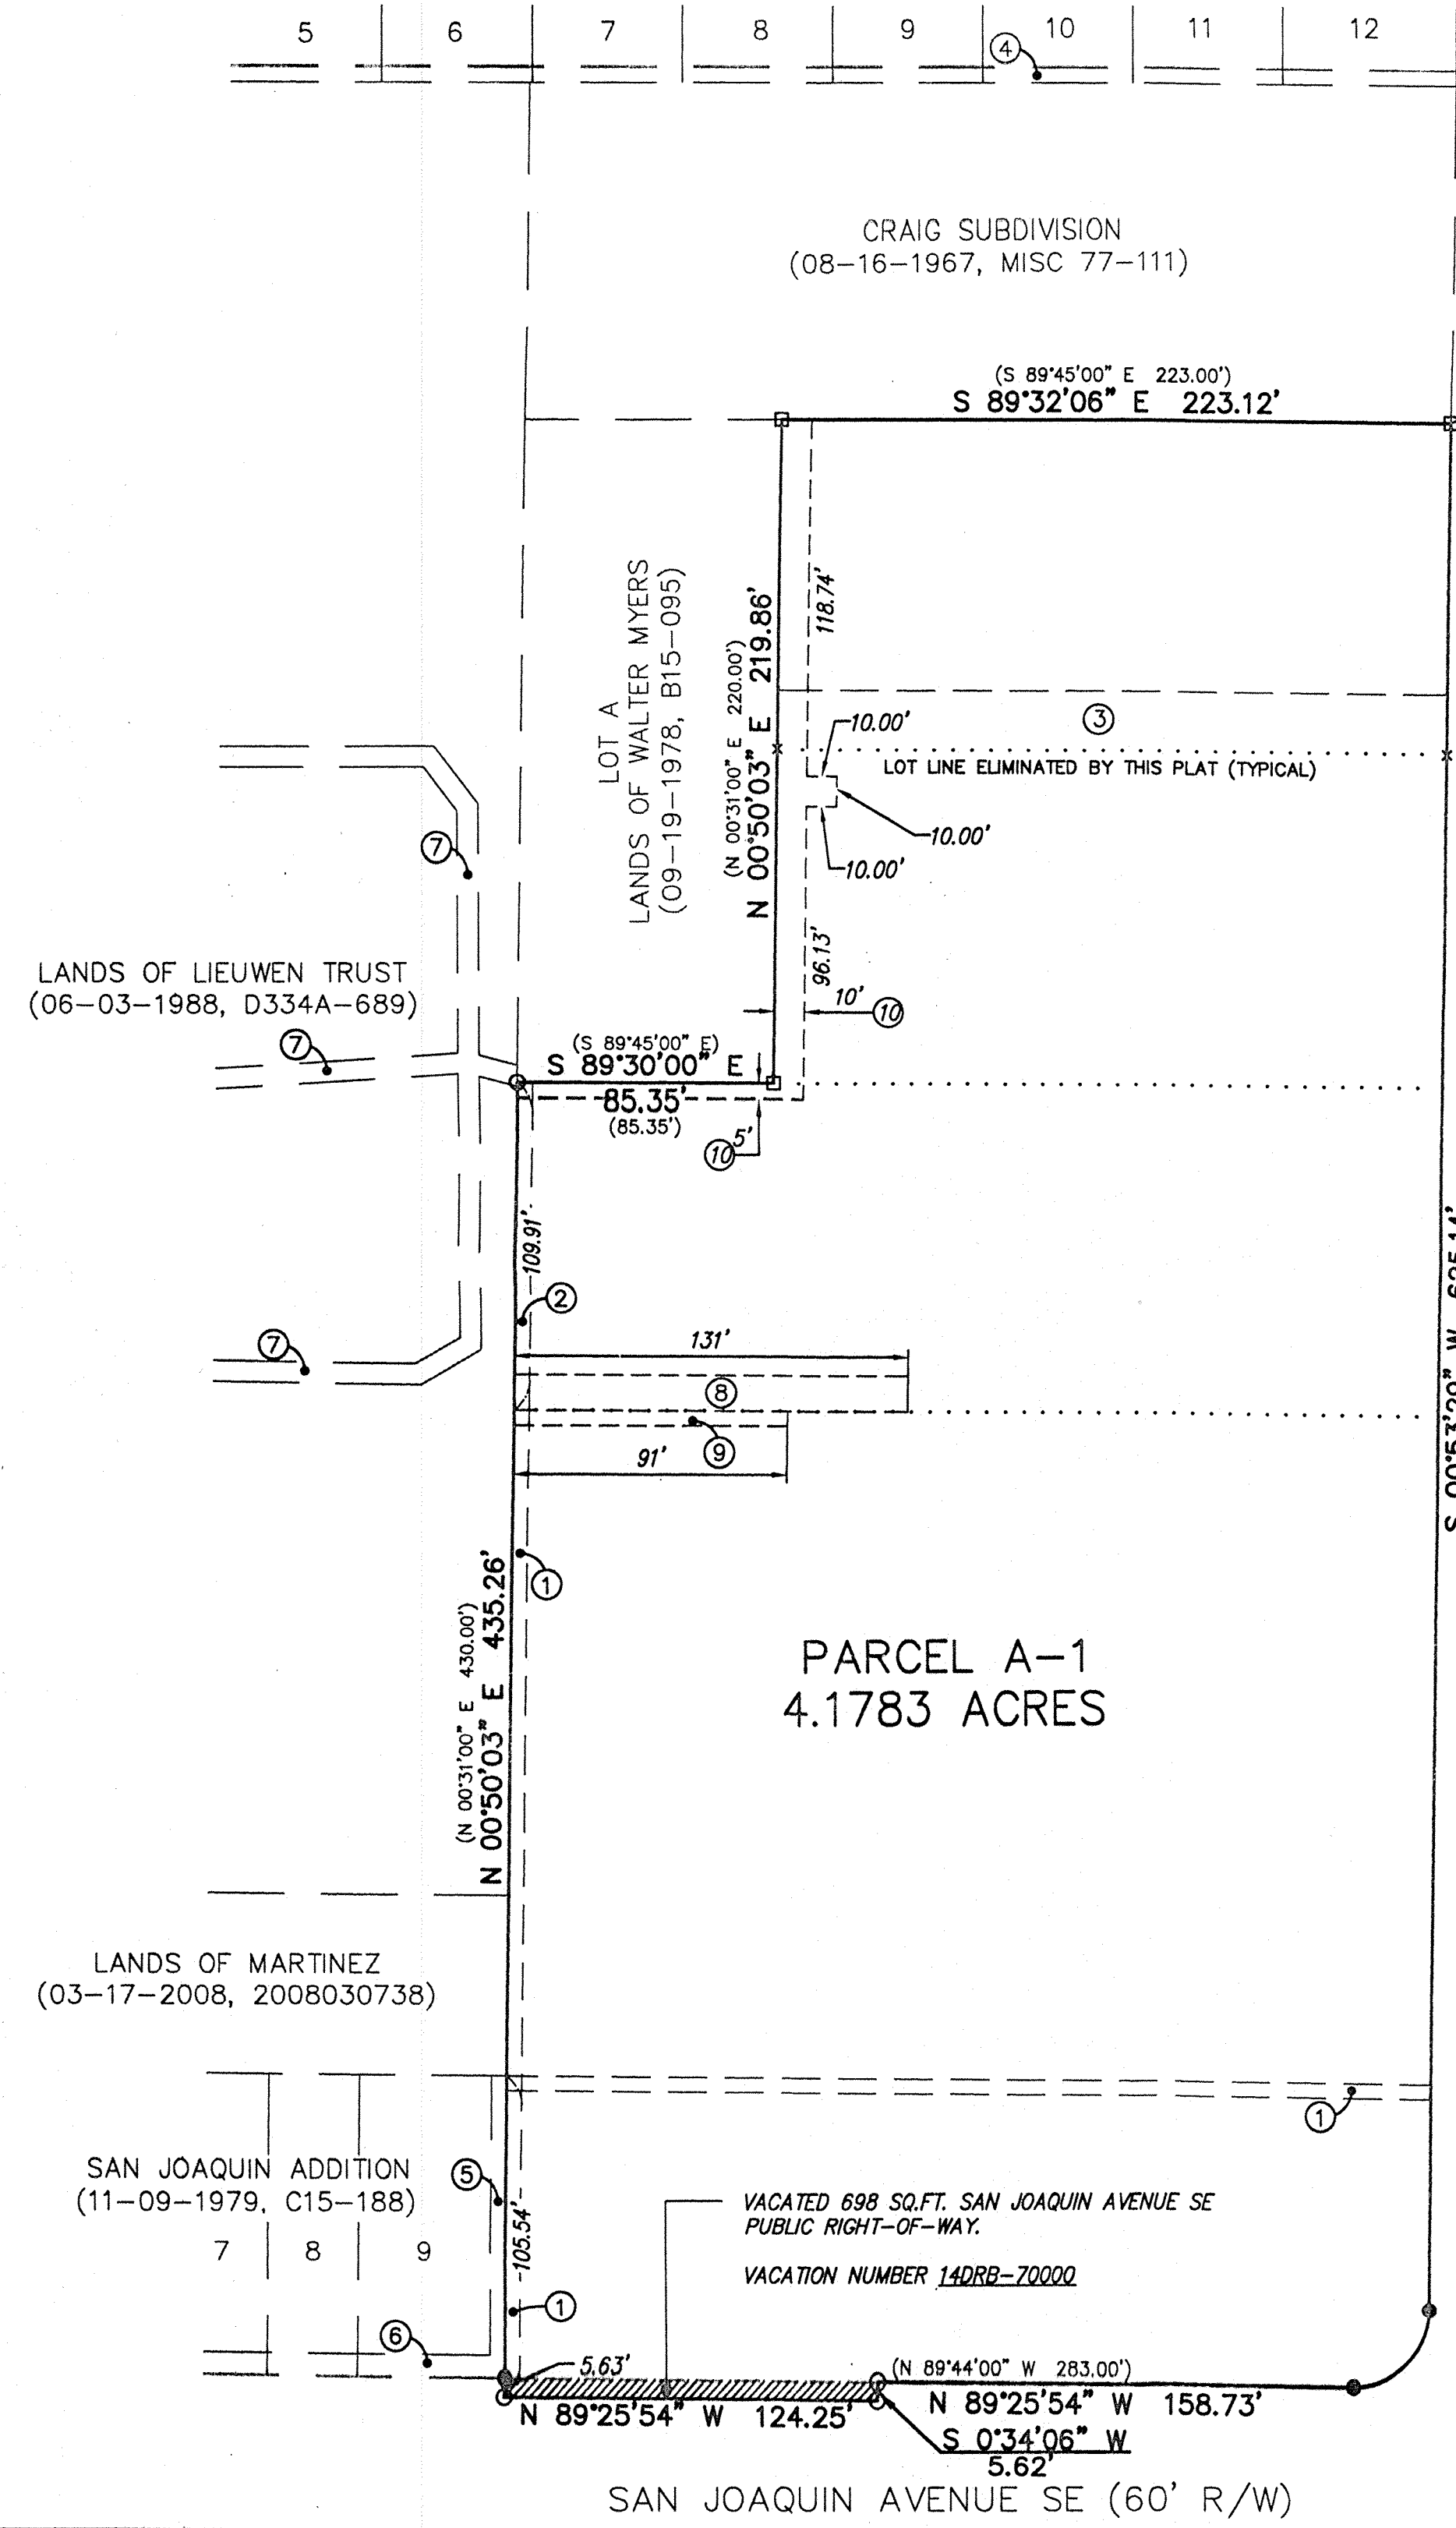 5 6 7 8 9 10 11 12
4
CRAIG SUBDIVISION
(08-16-1967, MISC 77-111)
(S 89°45'00" E 223.00')
S 89°32'06" E 223.12'
LOT A
LANDS OF WALTER MYERS
(09-19-1978, B15-095)
(N 00°31'00" E 220.00')
N 00°50'03" E 219.86'
118.74'
3
10.00'
LOT LINE ELIMINATED BY THIS PLAT (TYPICAL)
10.00'
10.00'
7
96.13'
LANDS OF LIEUWEN TRUST
(06-03-1988, D334A-689)
10' 10
7
(S 89°45'00" E)
S 89°30'00" E
85.35'
(85.35')
5'
10
109.91'
2
131'
7
8
9
91'
1
(N 00°31'00" E 430.00')
N 00°50'03" E 435.26'
PARCEL A-1
4.1783 ACRES
LANDS OF MARTINEZ
(03-17-2008, 2008030738)
1
SAN JOAQUIN ADDITION
(11-09-1979, C15-188)
5
7 8 9
105.54'
VACATED 698 SQ.FT. SAN JOAQUIN AVENUE SE
PUBLIC RIGHT-OF-WAY.
VACATION NUMBER 14DRB-70000
1
6
5.63'
(N 89°44'00" W 283.00')
N 89°25'54" W 124.25'
N 89°25'54" W 158.73'
S 0°34'06" W
5.62'
SAN JOAQUIN AVENUE SE (60' R/W)